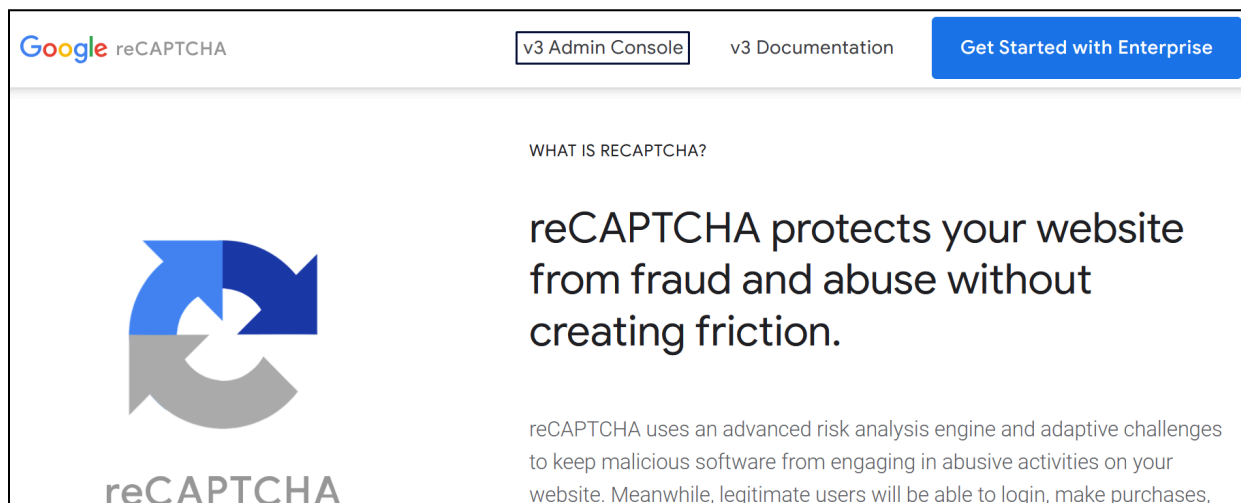 Google reCAPTCHA
v3 Admin Console
v3 Documentation
Get Started with Enterprise
WHAT IS RECAPTCHA?
reCAPTCHA protects your website
from fraud and abuse without
creating friction.
reCAPTCHA
reCAPTCHA uses an advanced risk analysis engine and adaptive challenges
to keep malicious software from engaging in abusive activities on your
website. Meanwhile, legitimate users will be able to login, make purchases,